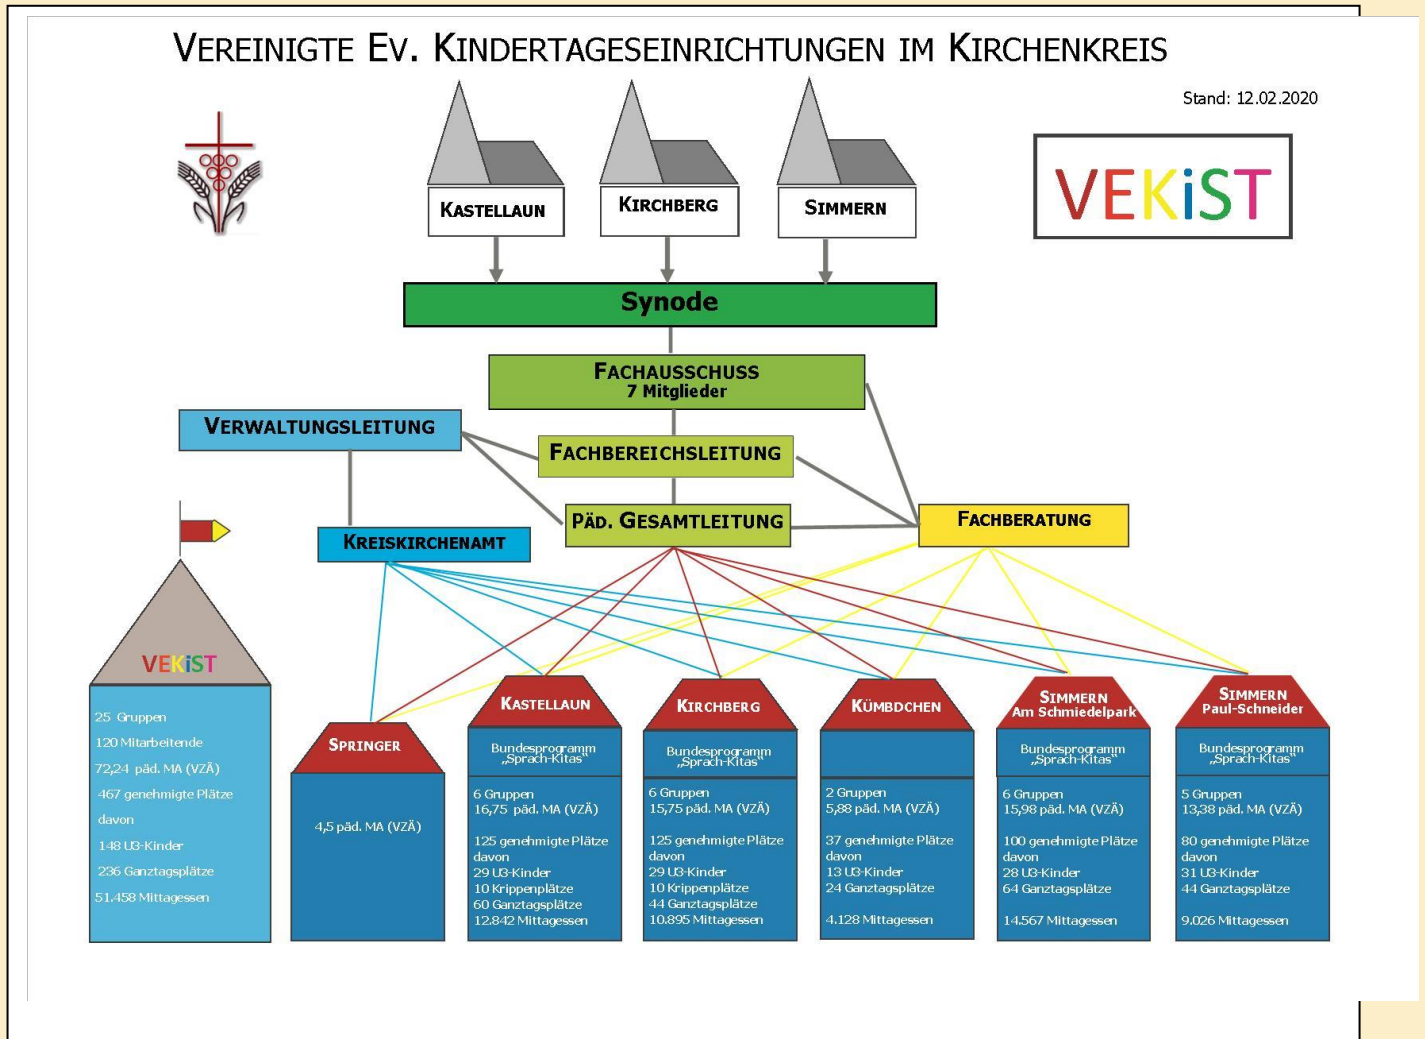 VEREINIGTE EV. KINDERTAGESEINRICHTUNGEN IM KIRCHENKREIS
Stand: 12.02.2020
VEKiST
KASTELLAUN
KIRCHBERG
SIMMERN
Synode
FACHAUSSCHUSS
7 Mitglieder
VERWALTUNGSLEITUNG
FACHBEREICHSLEITUNG
PÄD. GESAMTLEITUNG
FACHBERATUNG
KREISKIRCHENAMT
VEKiST
25 Gruppen
120 Mitarbeitende
72,24 päd. MA (VZÄ)
467 genehmigte Plätze
davon
148 U3-Kinder
236 Ganztagsplätze
51.458 Mittagessen
SPRINGER
4,5 päd. MA (VZÄ)
KASTELLAUN
Bundesprogramm
„Sprach-Kitas"
6 Gruppen
16,75 päd. MA (VZÄ)
125 genehmigte Plätze
davon
29 U3-Kinder
10 Krippenplätze
60 Ganztagsplätze
12.842 Mittagessen
KIRCHBERG
Bundesprogramm
„Sprach-Kitas"
6 Gruppen
15,75 päd. MA (VZÄ)
125 genehmigte Plätze
davon
29 U3-Kinder
10 Krippenplätze
44 Ganztagsplätze
10.895 Mittagessen
KÜMBDCHEN
2 Gruppen
5,88 päd. MA (VZÄ)
37 genehmigte Plätze
davon
13 U3-Kinder
24 Ganztagsplätze
4.128 Mittagessen
SIMMERN
Am Schmiedelpark
Bundesprogramm
„Sprach-Kitas"
6 Gruppen
15,98 päd. MA (VZÄ)
100 genehmigte Plätze
davon
28 U3-Kinder
64 Ganztagsplätze
14.567 Mittagessen
SIMMERN
Paul-Schneider
Bundesprogramm
„Sprach-Kitas"
5 Gruppen
13,38 päd. MA (VZÄ)
80 genehmigte Plätze
davon
31 U3-Kinder
44 Ganztagsplätze
9.026 Mittagessen